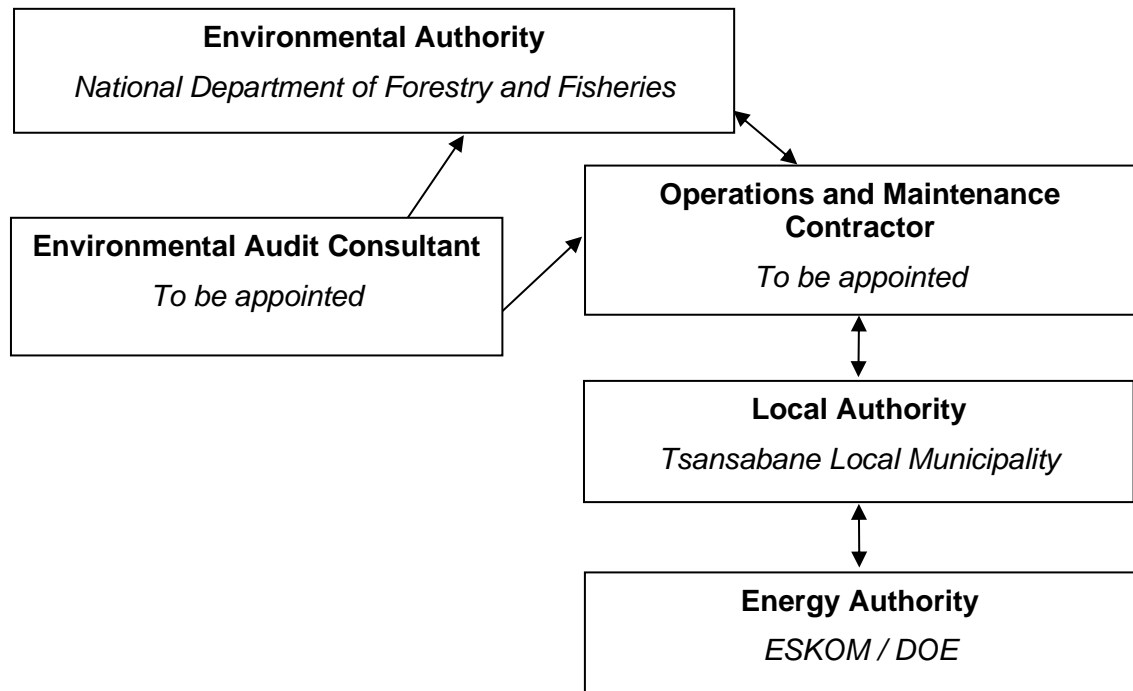 Environmental Authority
National Department of Forestry and Fisheries
Operations and Maintenance
Contractor
To be appointed
Environmental Audit Consultant
To be appointed
Local Authority
Tsansabane Local Municipality
Energy Authority
ESKOM / DOE